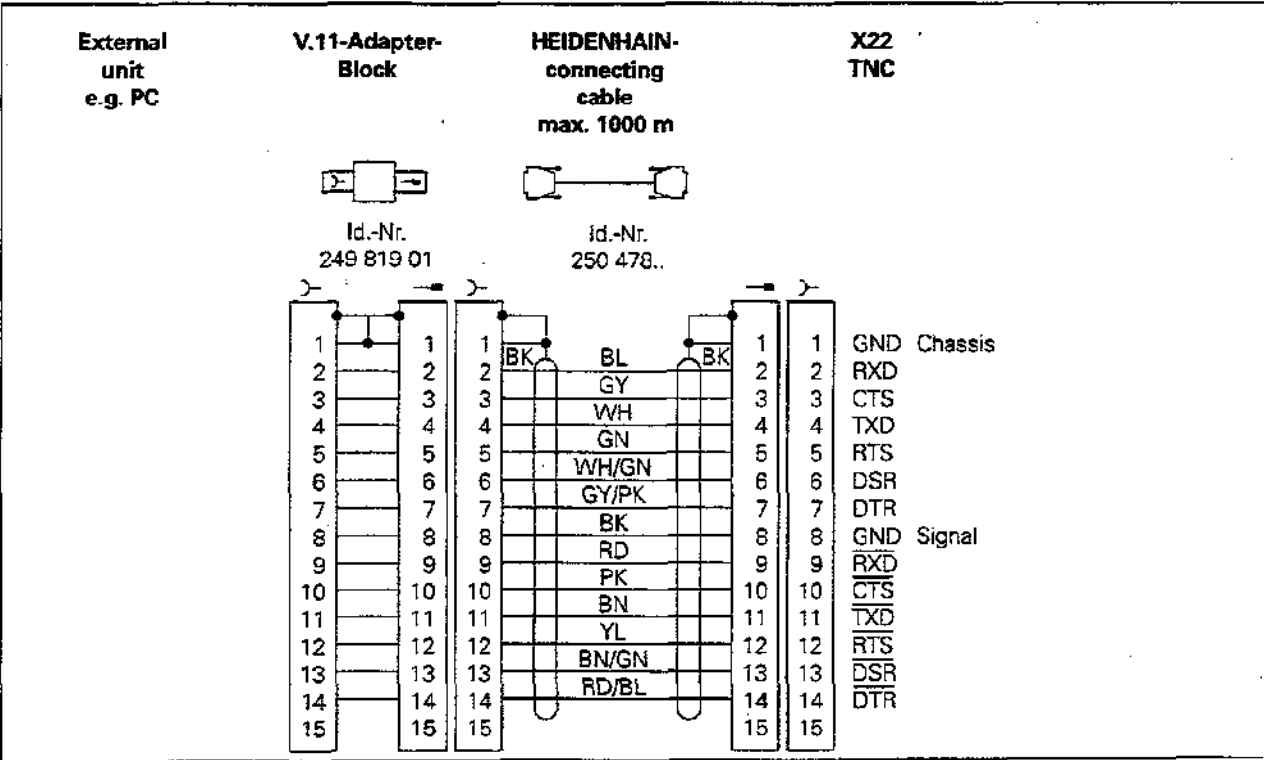 External unit e.g. PC
V.11-Adapter-Block
HEIDENHAIN-connecting cable max. 1000 m
X22 TNC
Id.-Nr. 249 819 01
Id.-Nr. 250 478..
1 1 1 BK BK 1 1 GND Chassis
2 2 2 BL 2 2 RXD
3 3 3 GY 3 3 CTS
4 4 4 WH 4 4 TXD
5 5 5 GN 5 5 RTS
6 6 6 WH/GN 6 6 DSR
7 7 7 GY/PK 7 7 DTR
8 8 8 BK 8 8 GND Signal
9 9 9 RD 9 9 R̅X̅D̅
10 10 10 PK 10 10 C̅T̅S̅
11 11 11 BN 11 11 T̅X̅D̅
12 12 12 YL 12 12 R̅T̅S̅
13 13 13 BN/GN 13 13 D̅S̅R̅
14 14 14 RD/BL 14 14 D̅T̅R̅
15 15 15 15 15